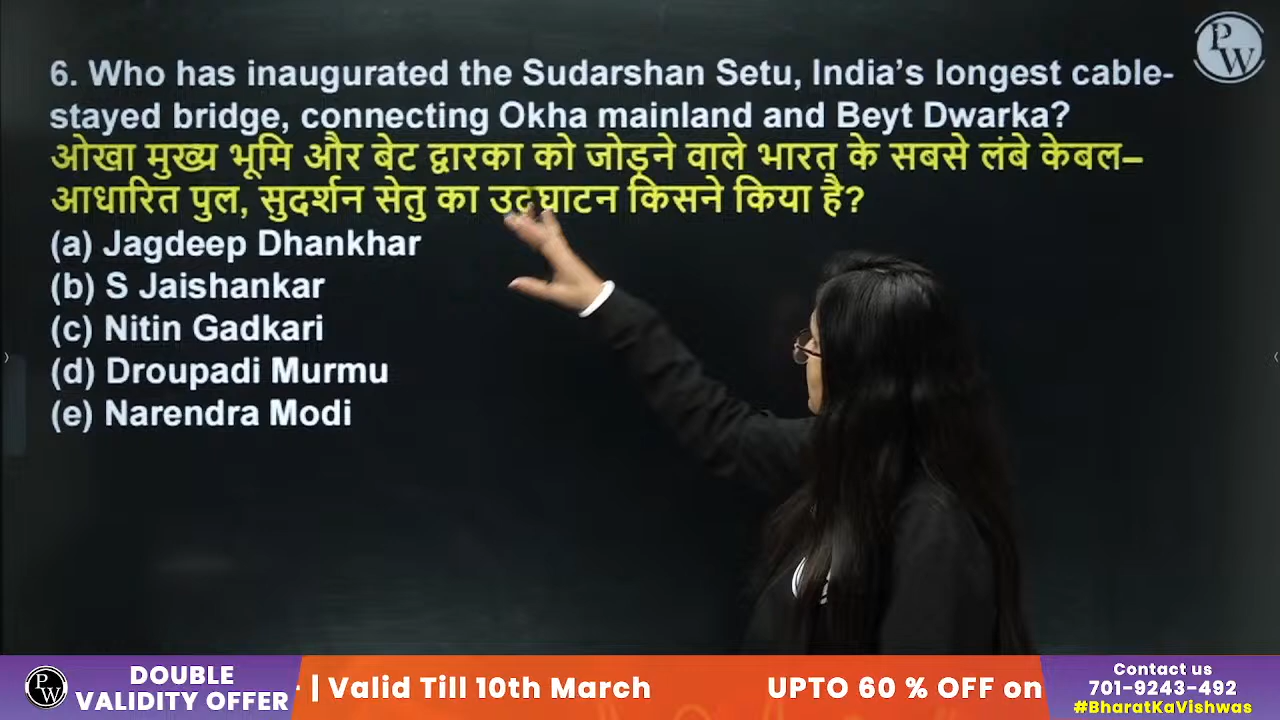 PW
6. Who has inaugurated the Sudarshan Setu, India's longest cable-
stayed bridge, connecting Okha mainland and Beyt Dwarka?
ओखा मुख्य भूमि और बेट द्वारका को जोड़ने वाले भारत के सबसे लंबे केबल–
आधारित पुल, सुदर्शन सेतु का उद्घाटन किसने किया है?
(a) Jagdeep Dhankhar
(b) S Jaishankar
(c) Nitin Gadkari
(d) Droupadi Murmu
(e) Narendra Modi
PW
DOUBLE
VALIDITY OFFER
| Valid Till 10th March
UPTO 60 % OFF on
Contact us
701-9243-492
#BharatKaVishwas